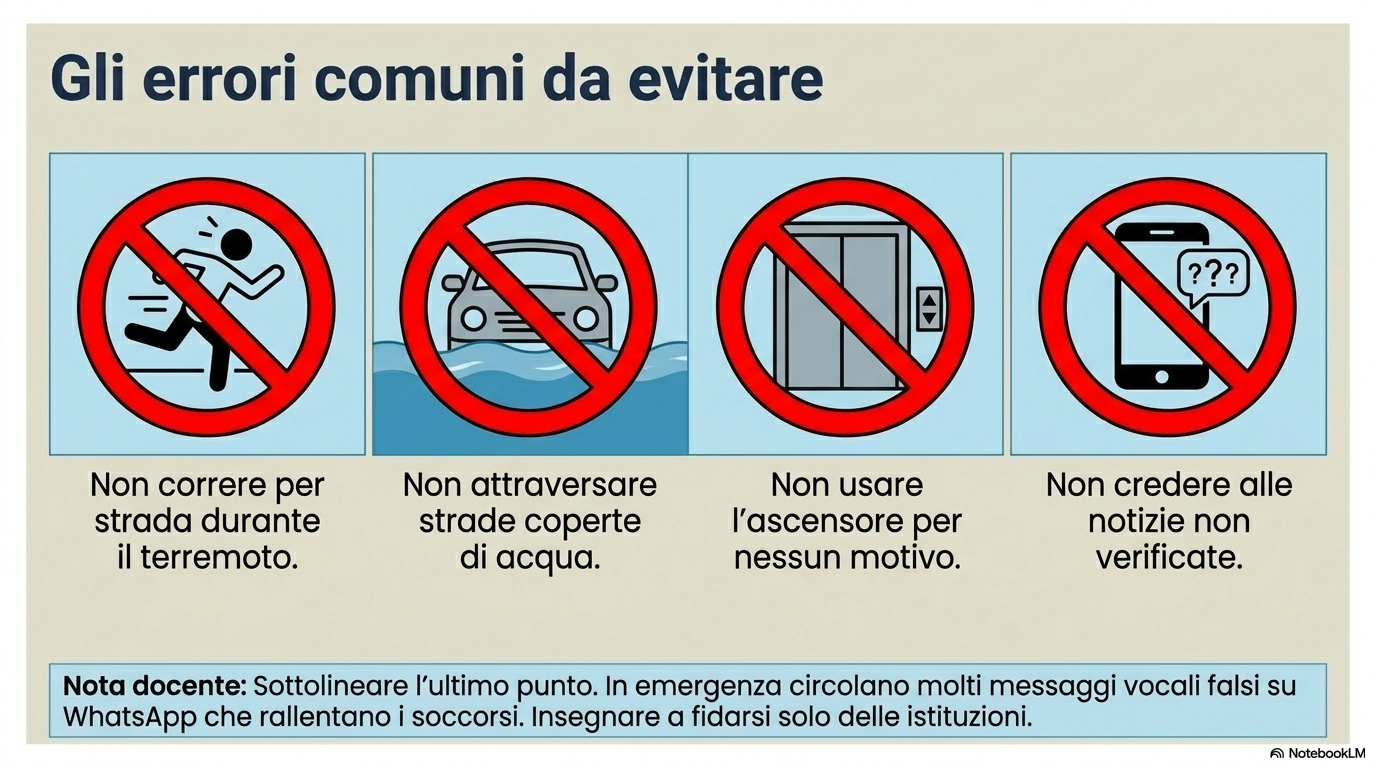 Gli errori comuni da evitare
???
Non correre per
strada durante
il terremoto.
Non attraversare
strade coperte
di acqua.
Non usare
l'ascensore per
nessun motivo.
Non credere alle
notizie non
verificate.
Nota docente: Sottolineare l'ultimo punto. In emergenza circolano molti messaggi vocali falsi su
WhatsApp che rallentano i soccorsi. Insegnare a fidarsi solo delle istituzioni.
NotebookLM